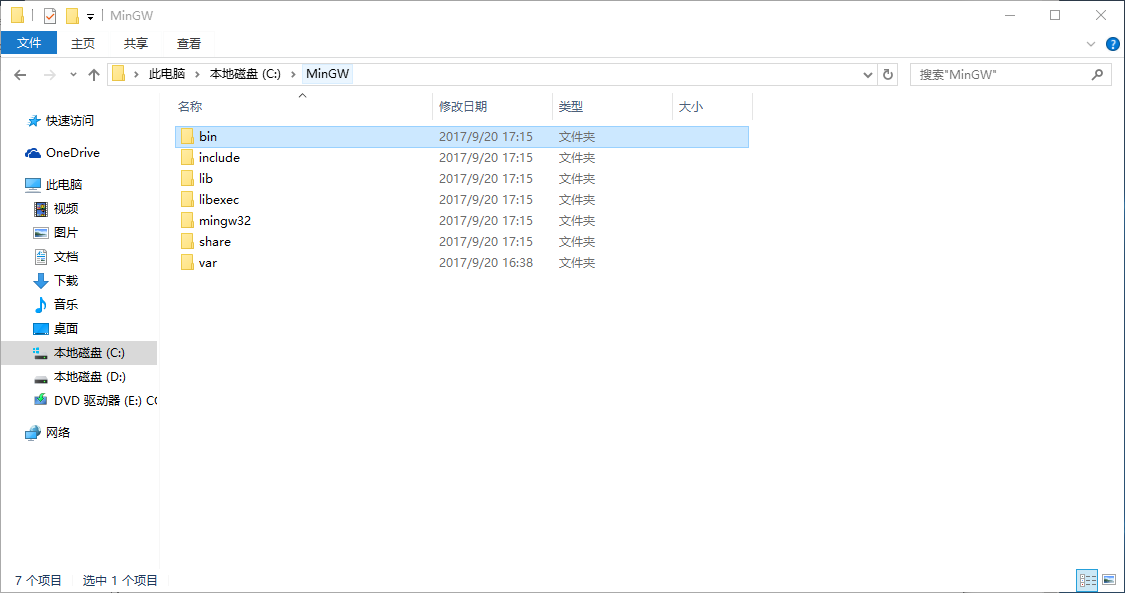 MinGW
文件 主页 共享 查看
此电脑 本地磁盘 (C:) MinGW 搜索"MinGW"
名称 修改日期 类型 大小
快速访问
OneDrive
此电脑
视频
图片
文档
下载
音乐
桌面
本地磁盘 (C:)
本地磁盘 (D:)
DVD 驱动器 (E:) CC
网络
bin 2017/9/20 17:15 文件夹
include 2017/9/20 17:15 文件夹
lib 2017/9/20 17:15 文件夹
libexec 2017/9/20 17:15 文件夹
mingw32 2017/9/20 17:15 文件夹
share 2017/9/20 17:15 文件夹
var 2017/9/20 16:38 文件夹
7 个项目 选中 1 个项目